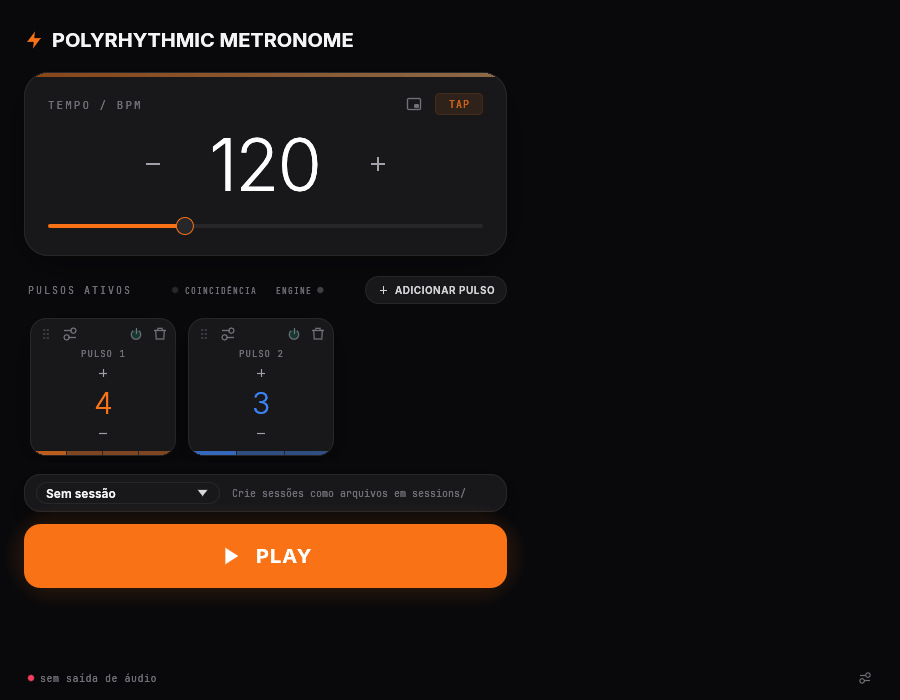 POLYRHYTHMIC METRONOME
TEMPO / BPM
TAP
− 120 +
PULSOS ATIVOS
COINCIDÊNCIA
ENGINE
+ ADICIONAR PULSO
PULSO 1
+
4
−
PULSO 2
+
3
−
Sem sessão
Crie sessões como arquivos em sessions/
PLAY
sem saída de áudio